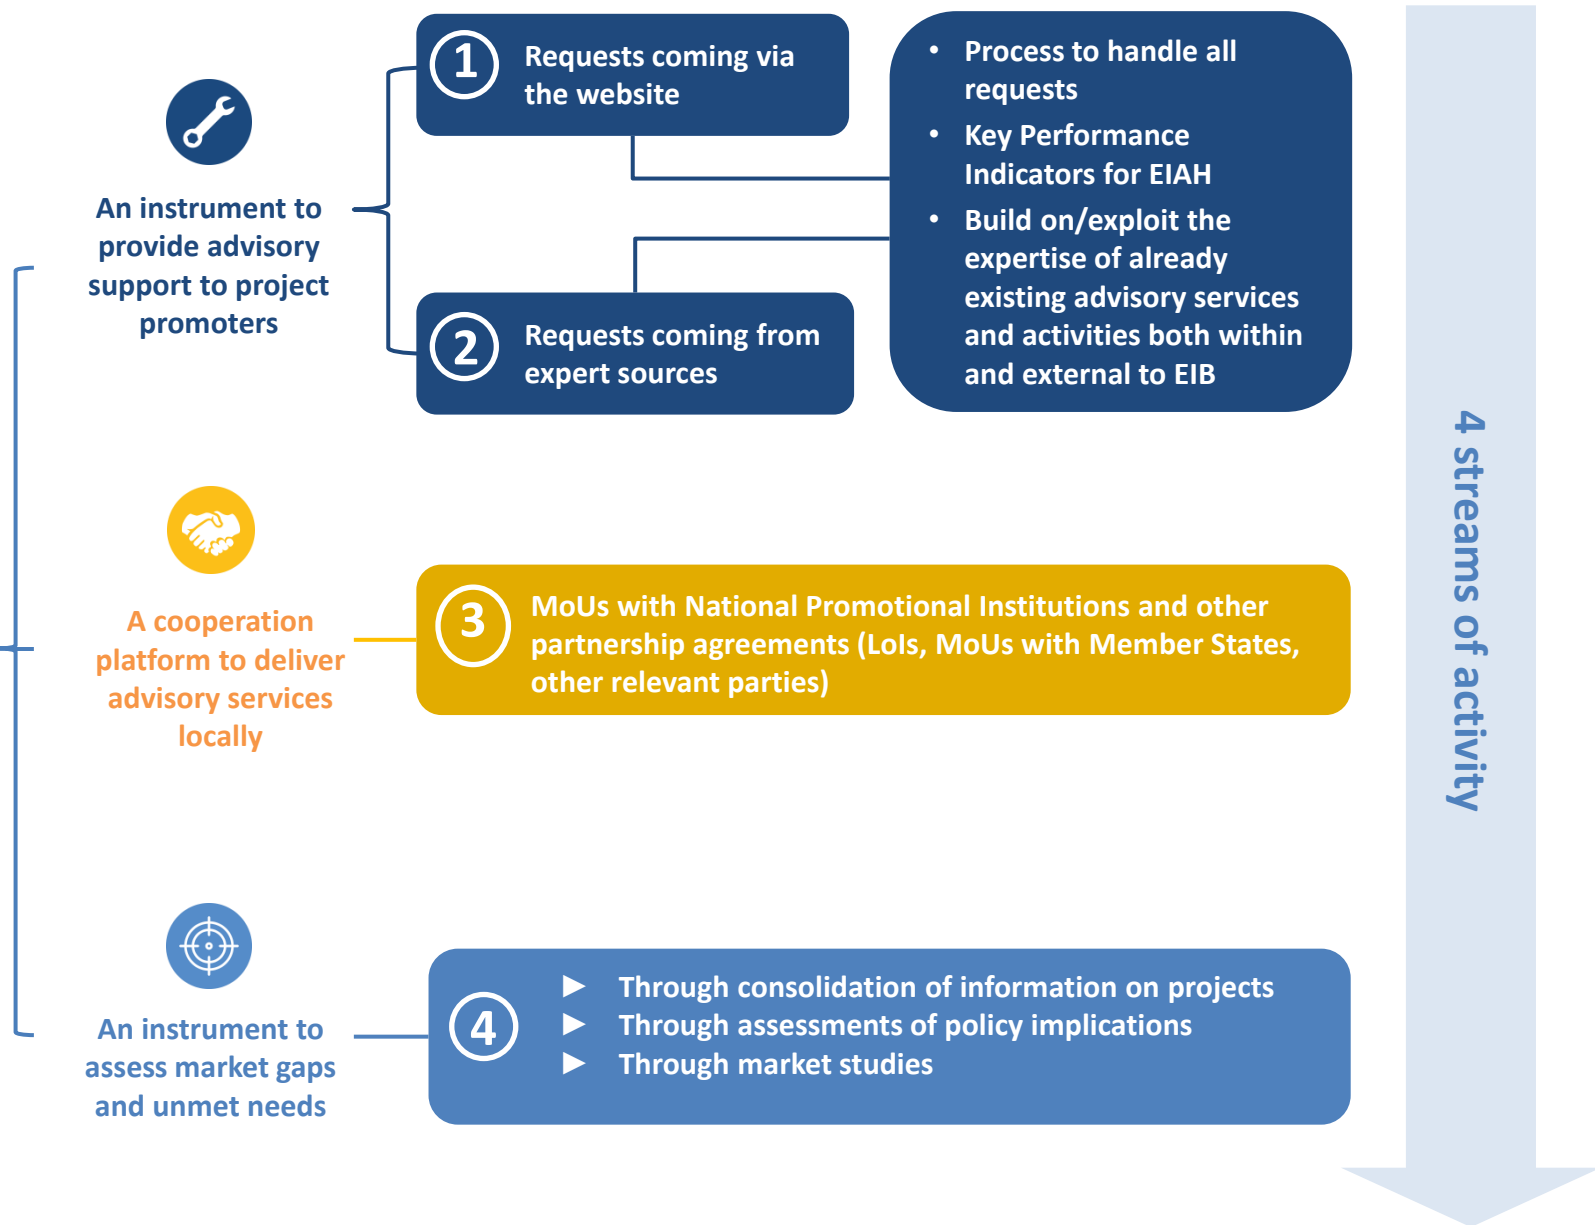 An instrument to
provide advisory
support to project
promoters
1
Requests coming via
the website
2
Requests coming from
expert sources
• Process to handle all
requests
• Key Performance
Indicators for EIAH
• Build on/exploit the
expertise of already
existing advisory services
and activities both within
and external to EIB
A cooperation
platform to deliver
advisory services
locally
3
MoUs with National Promotional Institutions and other
partnership agreements (LoIs, MoUs with Member States,
other relevant parties)
An instrument to
assess market gaps
and unmet needs
4
► Through consolidation of information on projects
► Through assessments of policy implications
► Through market studies
4 streams of activity